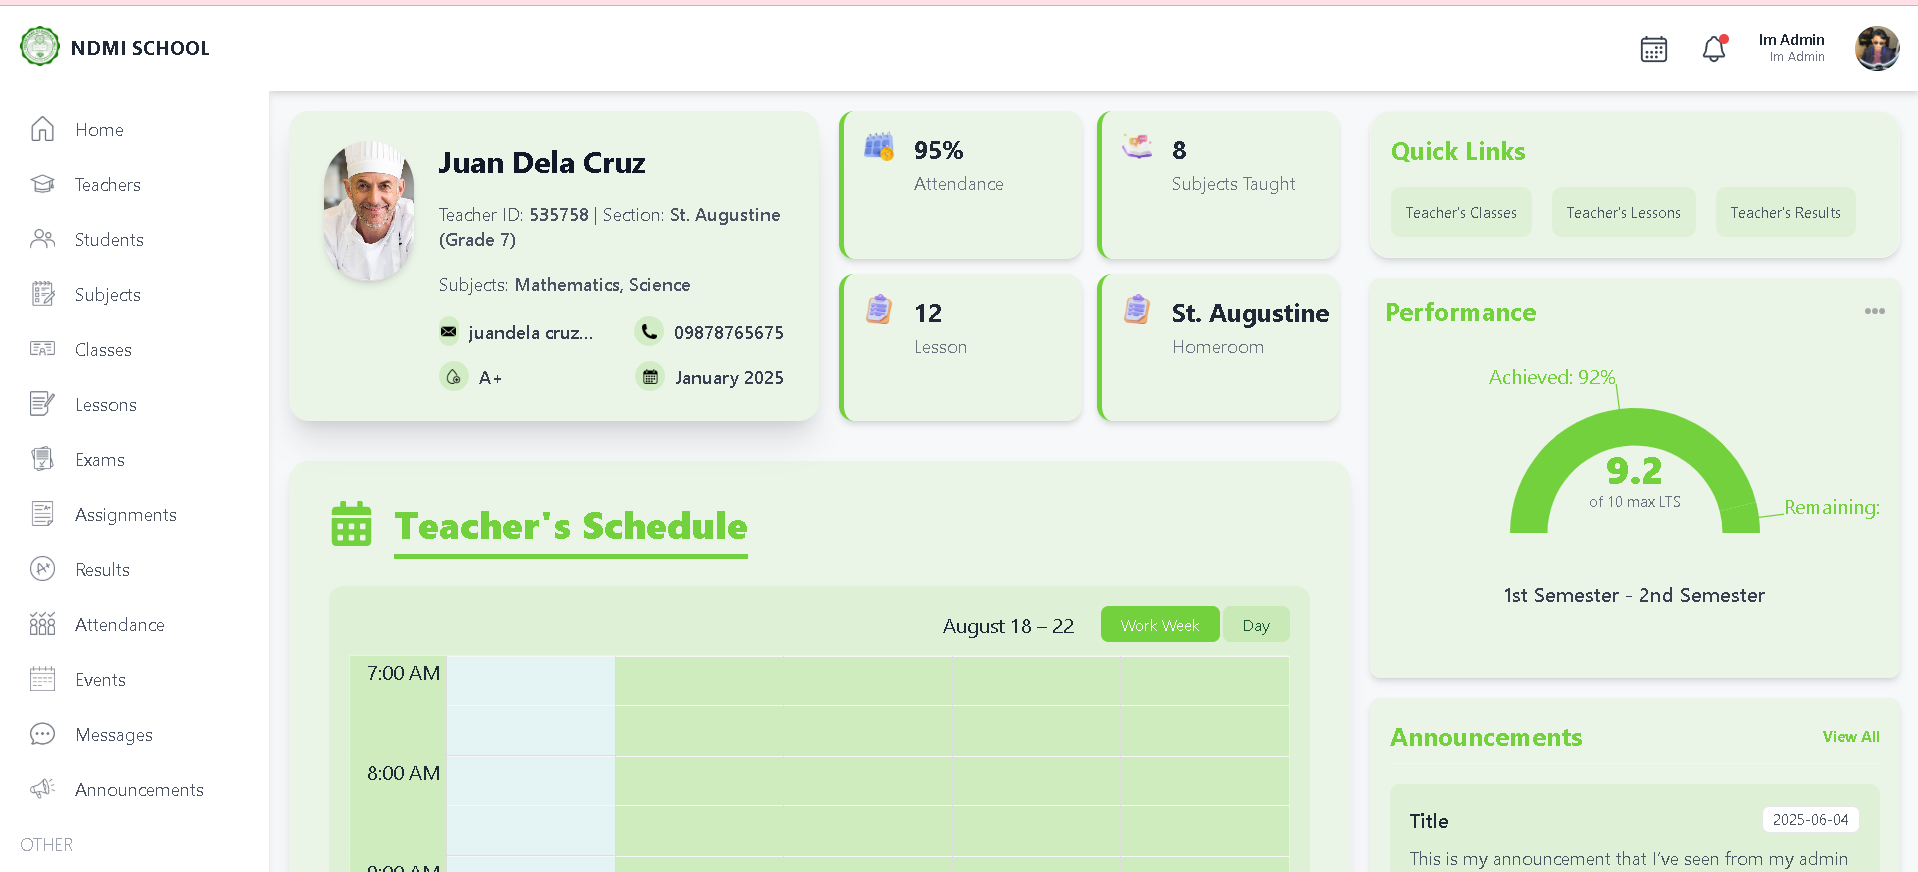 NDMI SCHOOL
Im Admin
Im Admin
Home
Teachers
Students
Subjects
Classes
Lessons
Exams
Assignments
Results
Attendance
Events
Messages
Announcements
OTHER
Juan Dela Cruz
Teacher ID: 535758 | Section: St. Augustine
(Grade 7)
Subjects: Mathematics, Science
juandela cruz...
09878765675
A+
January 2025
95%
Attendance
8
Subjects Taught
12
Lesson
St. Augustine
Homeroom
Teacher's Schedule
August 18 – 22
Work Week
Day
7:00 AM
8:00 AM
9:00 AM
Quick Links
Teacher's Classes
Teacher's Lessons
Teacher's Results
Performance
Achieved: 92%
9.2
of 10 max LTS
Remaining:
1st Semester - 2nd Semester
Announcements
View All
Title
2025-06-04
This is my announcement that I've seen from my admin